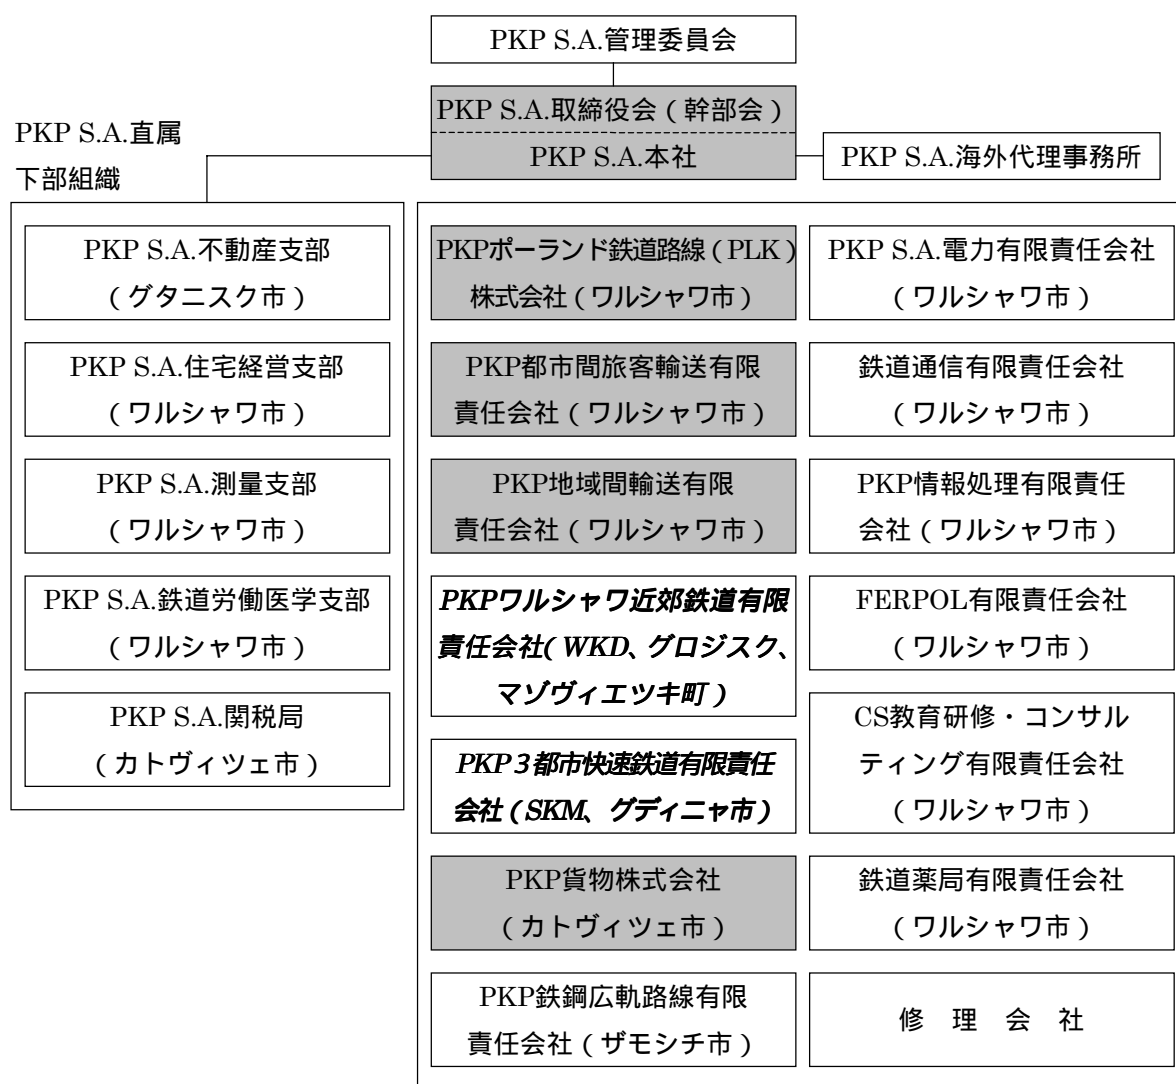 PKP S.A.管理委員会
PKP S.A.取締役会(幹部会)
PKP S.A.本社
PKP S.A.海外代理事務所
PKP S.A.直属
下部組織
PKP S.A.不動産支部
(グタニスク市)
PKP S.A.住宅経営支部
(ワルシャワ市)
PKP S.A.測量支部
(ワルシャワ市)
PKP S.A.鉄道労働医学支部
(ワルシャワ市)
PKP S.A.関税局
(カトヴィツェ市)
PKPポーランド鉄道路線(PLK)
株式会社(ワルシャワ市)
PKP都市間旅客輸送有限
責任会社(ワルシャワ市)
PKP地域間輸送有限
責任会社(ワルシャワ市)
PKPワルシャワ近郊鉄道有限
責任会社(WKD、グロジスク、
マゾヴィエツキ町)
PKP3都市快速鉄道有限責任
会社(SKM、グディニャ市)
PKP貨物株式会社
(カトヴィツェ市)
PKP鉄鋼広軌路線有限
責任会社(ザモシチ市)
PKP S.A.電力有限責任会社
(ワルシャワ市)
鉄道通信有限責任会社
(ワルシャワ市)
PKP情報処理有限責任
会社(ワルシャワ市)
FERPOL有限責任会社
(ワルシャワ市)
CS教育研修・コンサル
ティング有限責任会社
(ワルシャワ市)
鉄道薬局有限責任会社
(ワルシャワ市)
修 理 会 社